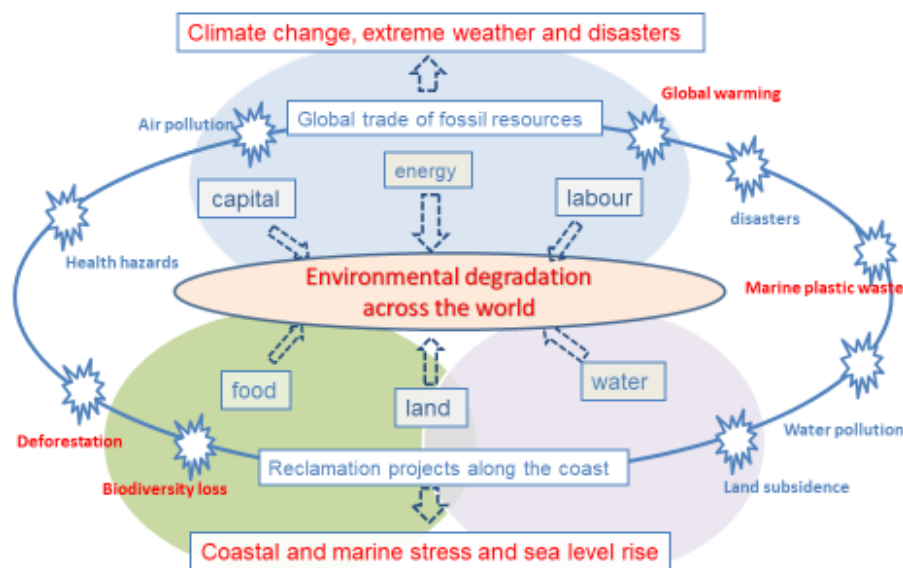 Climate change, extreme weather and disasters
Global warming
Air pollution
Global trade of fossil resources
energy
capital
labour
disasters
Health hazards
Environmental degradation
across the world
Marine plastic waste
food
land
water
Deforestation
Water pollution
Reclamation projects along the coast
Biodiversity loss
Land subsidence
Coastal and marine stress and sea level rise